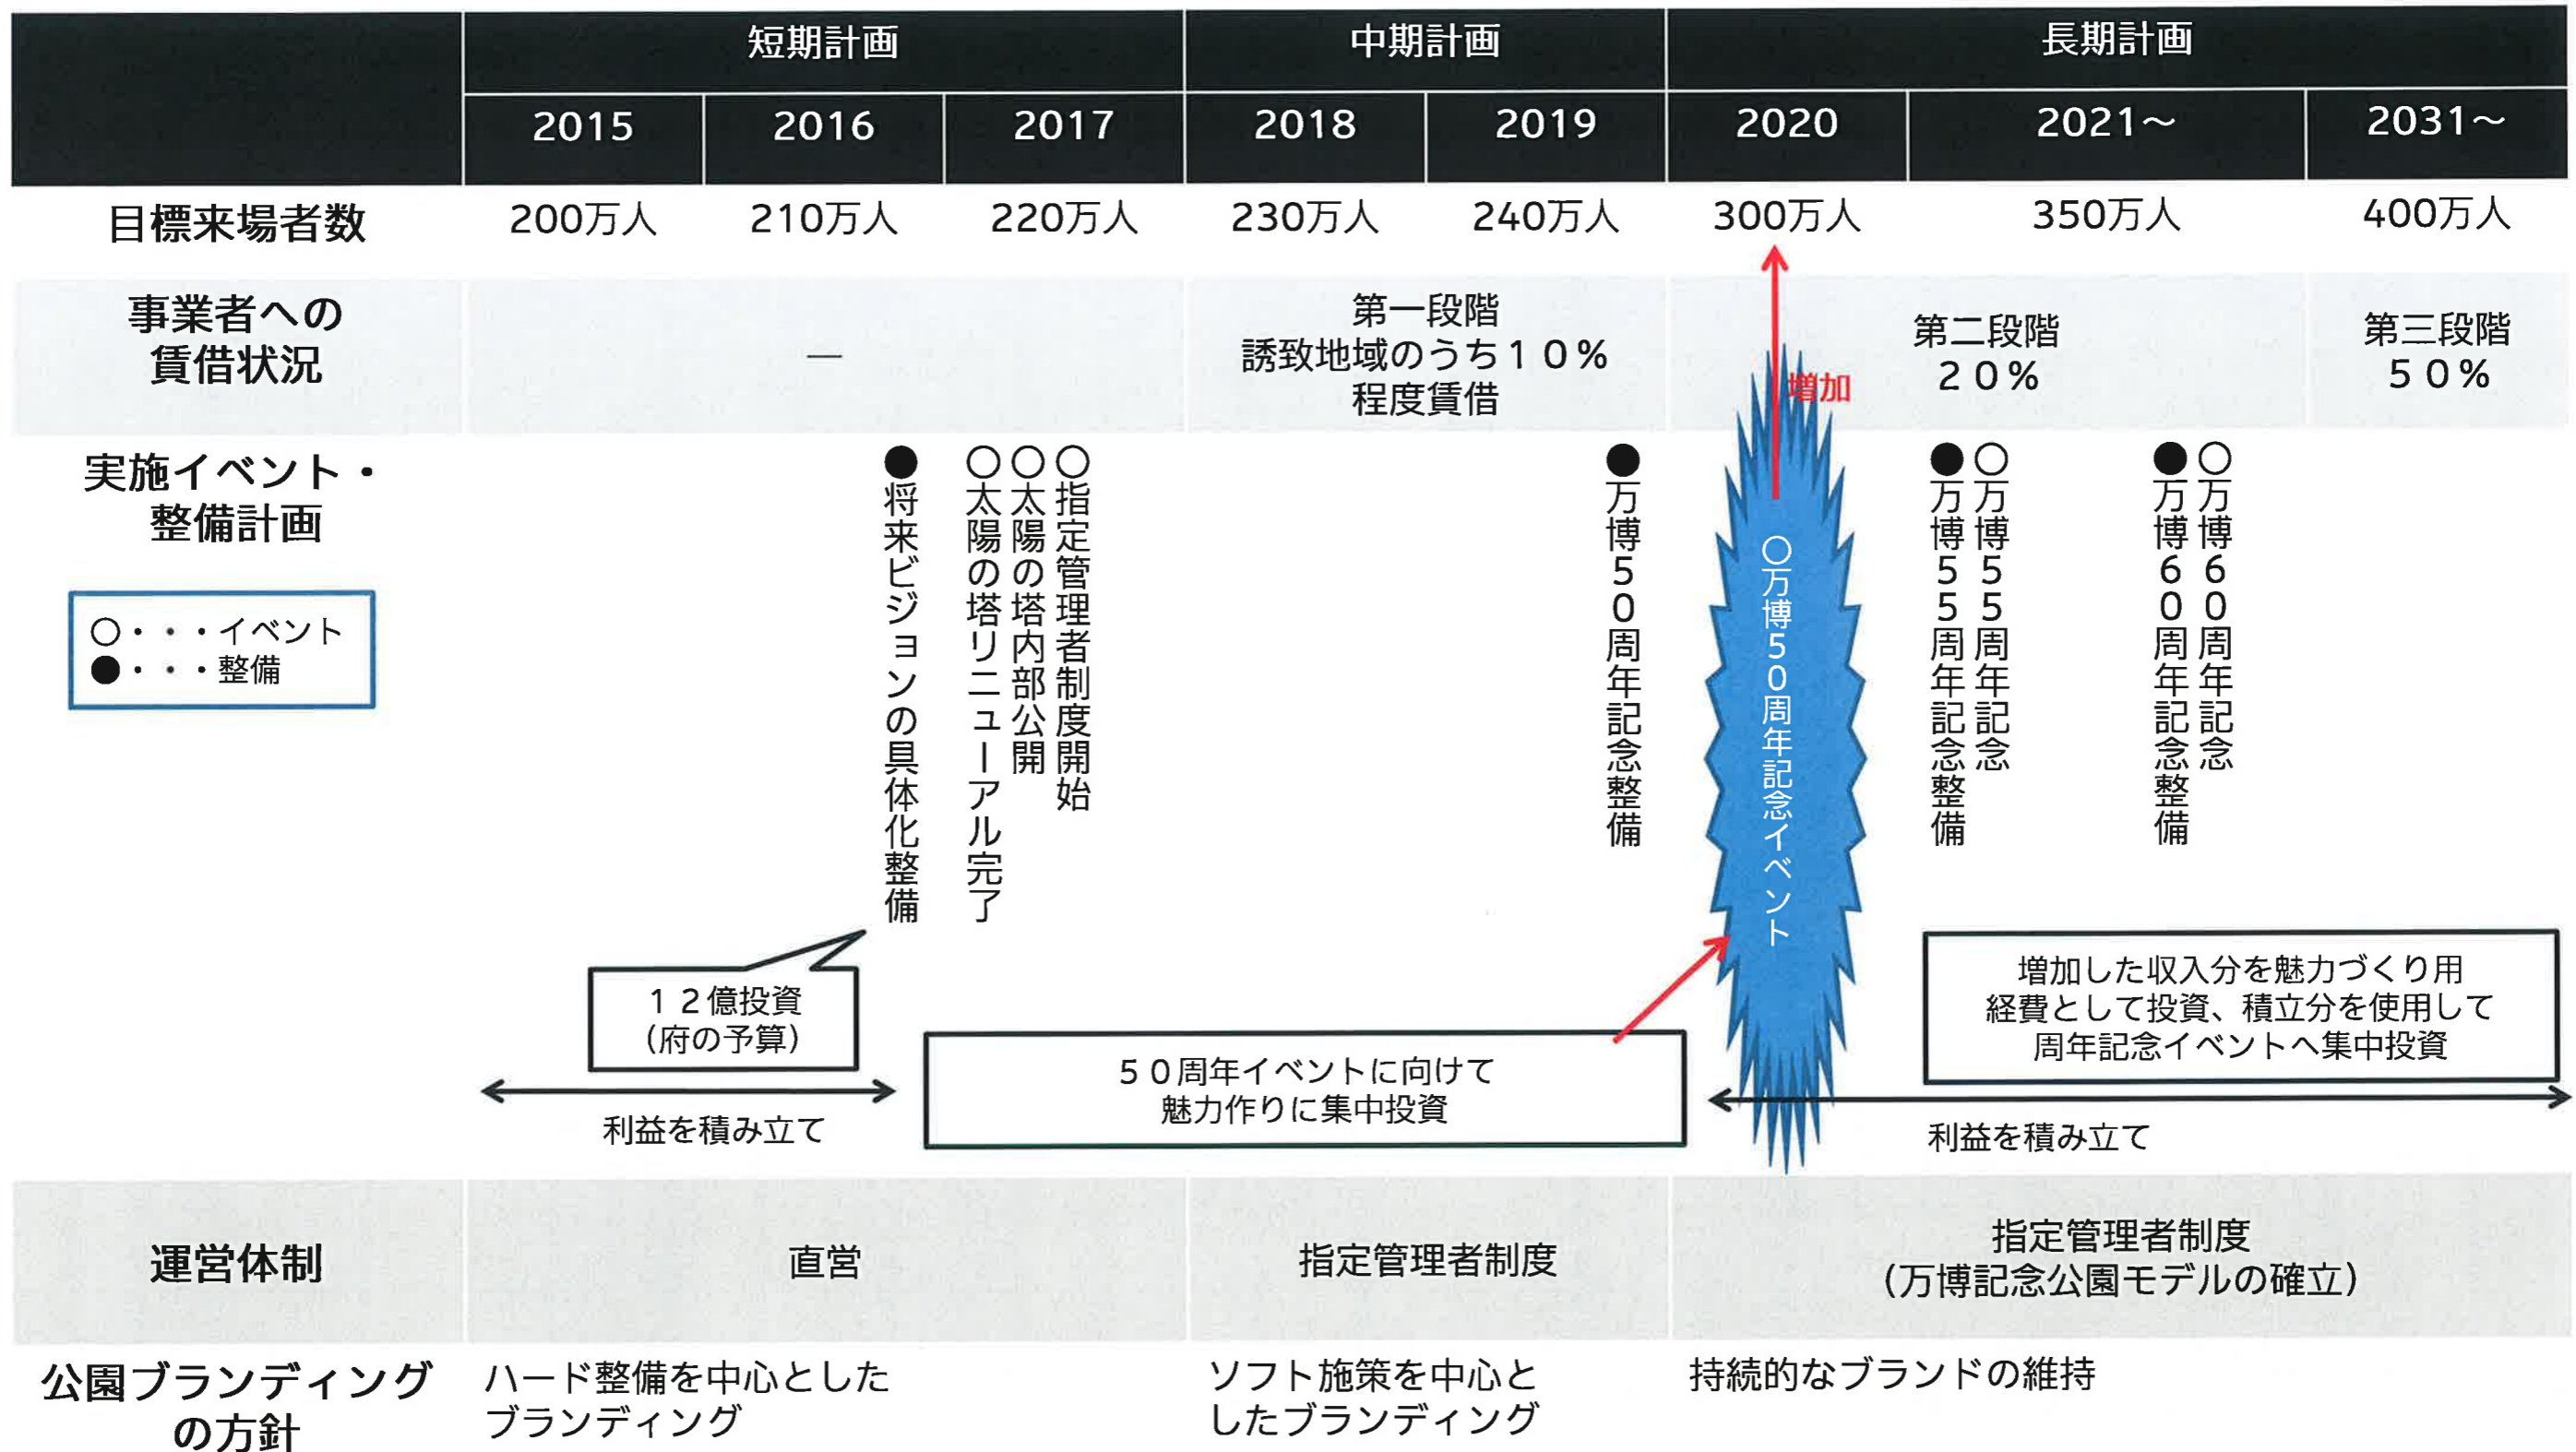 短期計画
中期計画
長期計画
2015
2016
2017
2018
2019
2020
2021～
2031～
目標来場者数
200万人
210万人
220万人
230万人
240万人
300万人
350万人
400万人
事業者への
賃借状況
―
第一段階
誘致地域のうち１０%
程度賃借
第二段階
２０%
第三段階
５０%
増加
実施イベント・
整備計画
○・・・イベント
●・・・整備
●将来ビジョンの具体化整備
○太陽の塔リニューアル完了
○太陽の塔内部公開
○指定管理者制度開始
●万博５０周年記念整備
○万博５０周年記念イベント
●万博５５周年記念整備
○万博５５周年記念
●万博６０周年記念整備
○万博６０周年記念
１２億投資
（府の予算）
利益を積み立て
５０周年イベントに向けて
魅力作りに集中投資
増加した収入分を魅力づくり用
経費として投資、積立分を使用して
周年記念イベントへ集中投資
利益を積み立て
運営体制
直営
指定管理者制度
指定管理者制度
（万博記念公園モデルの確立）
公園ブランディング
の方針
ハード整備を中心とした
ブランディング
ソフト施策を中心と
したブランディング
持続的なブランドの維持